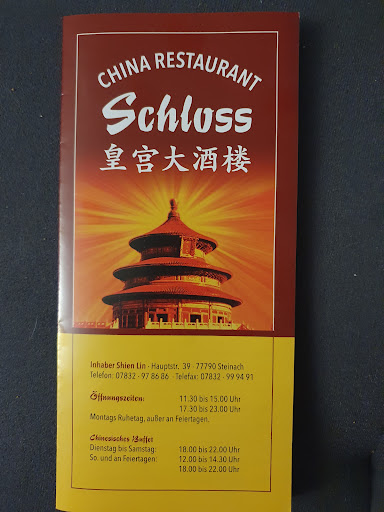 CHINA RESTAURANT
Schloss
皇宫大酒楼
Inhaber Shien Lin · Hauptstr. 39 · 77790 Steinach
Telefon: 07832 - 97 86 86 · Telefax: 07832 - 99 94 91
Öffnungszeiten: 11.30 bis 15.00 Uhr
17.30 bis 23.00 Uhr
Montags Ruhetag, außer an Feiertagen.
Chinesisches Buffet
Dienstag bis Samstag: 18.00 bis 22.00 Uhr
So. und an Feiertagen: 12.00 bis 14.30 Uhr
18.00 bis 22.00 Uhr